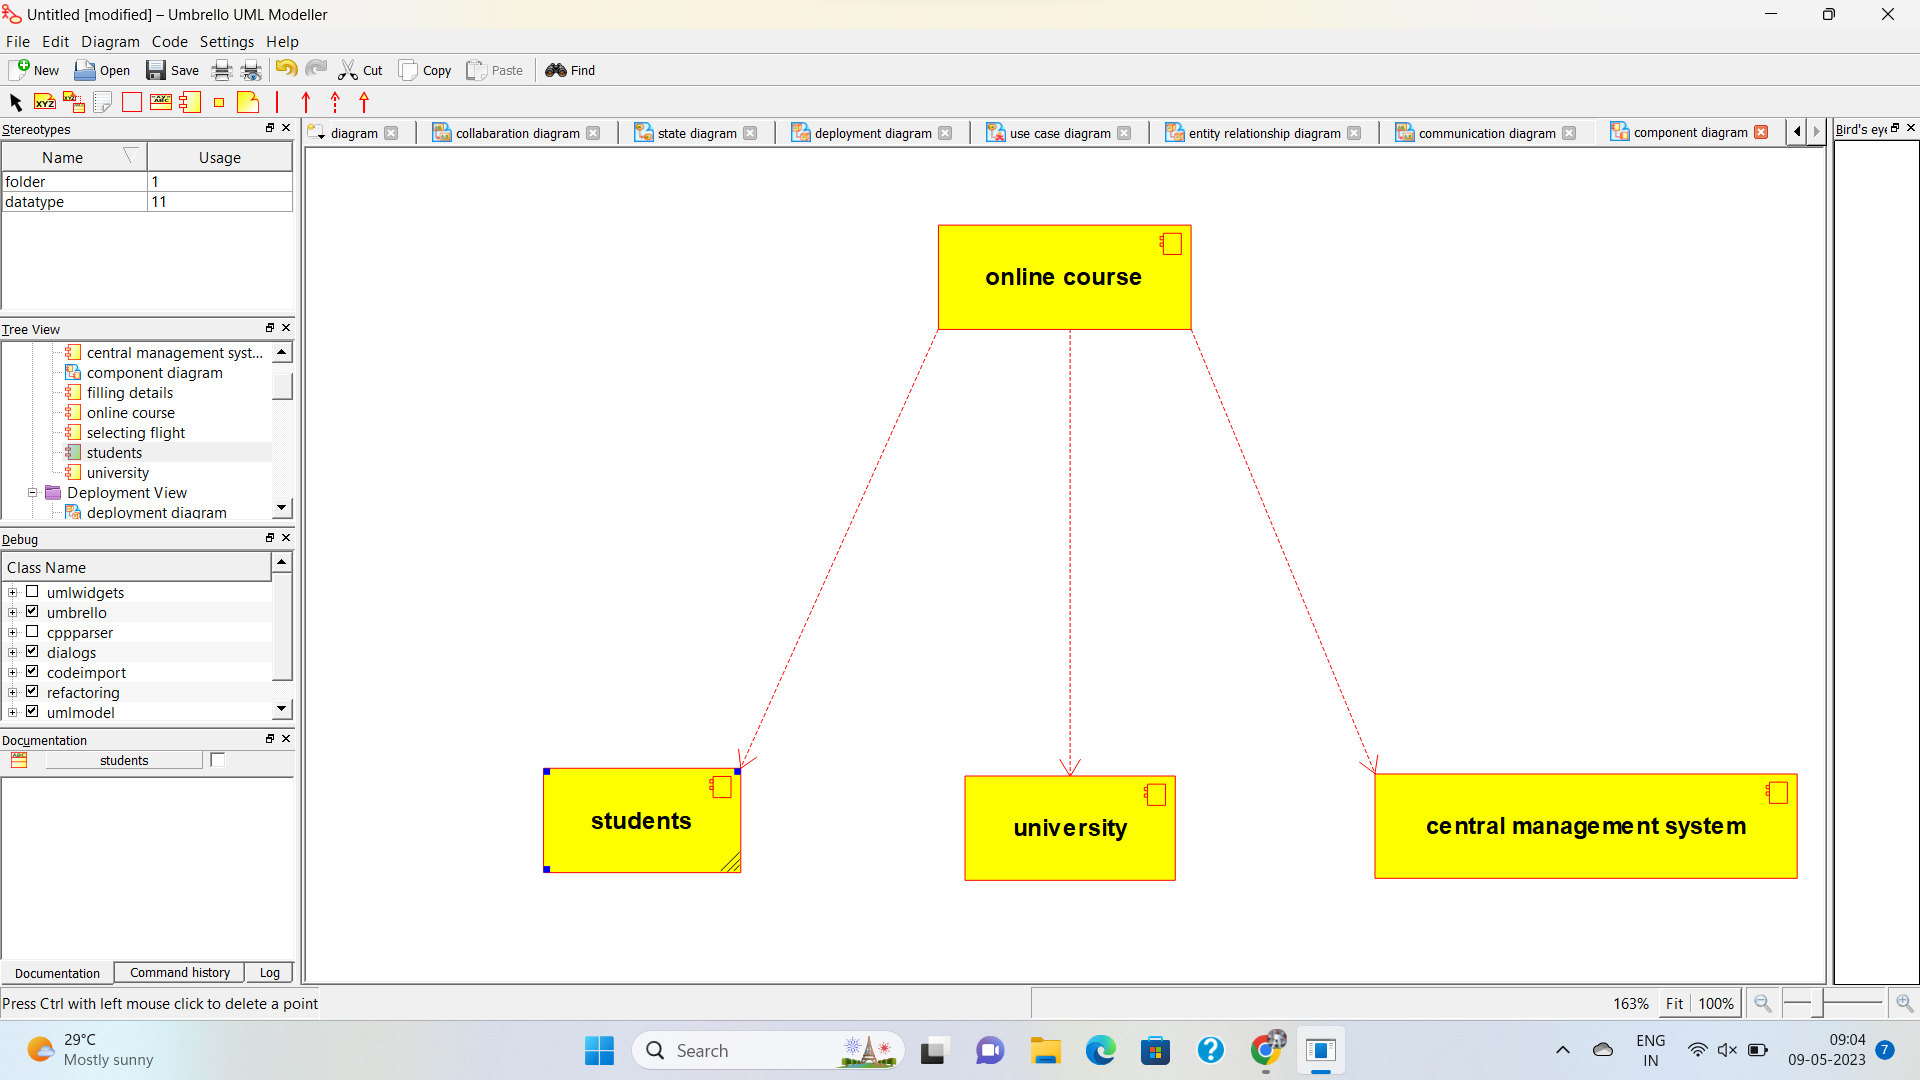 Untitled [modified] – Umbrello UML Modeller
File Edit Diagram Code Settings Help
New Open Save Cut Copy Paste Find
Stereotypes
Name Usage
folder 1
datatype 11
diagram collabaration diagram state diagram deployment diagram use case diagram entity relationship diagram communication diagram component diagram
Bird's eye
Tree View
central management syst...
component diagram
filling details
online course
selecting flight
students
university
Deployment View
deployment diagram
Debug
Class Name
umlwidgets
umbrello
cppparser
dialogs
codeimport
refactoring
umlmodel
Documentation
students
Documentation Command history Log
online course
students
university
central management system
Press Ctrl with left mouse click to delete a point
163% Fit 100%
29°C
Mostly sunny
Search
ENG
IN
09:04
09-05-2023
7